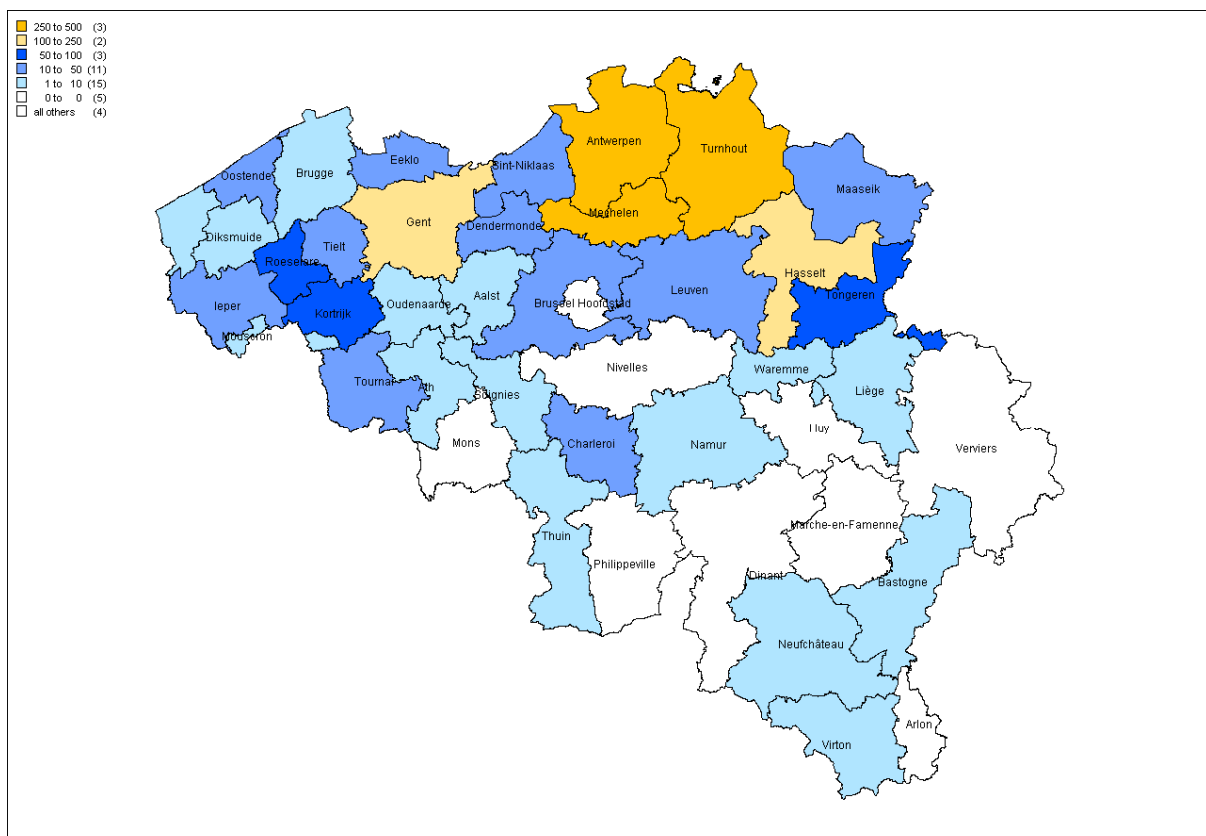 250 to 500 (3)
100 to 250 (2)
50 to 100 (3)
10 to 50 (11)
1 to 10 (15)
0 to 0 (5)
all others (4)
Antwerpen
Turnhout
Eeklo
Sint-Niklaas
Brugge
Oostende
Maaseik
Mechelen
Gent
Dendermonde
Diksmuide
Tielt
Roeselare
Hasselt
Leuven
Aalst
Tongeren
Brussel Hoofdstad
Oudenaarde
Ieper
Kortrijk
Mouscron
Nivelles
Waremme
Tournai
Ath
Liège
Soignies
Huy
Mons
Charleroi
Namur
Verviers
Marche-en-Famenne
Thuin
Philippeville
Dinant
Bastogne
Neufchâteau
Arlon
Virton